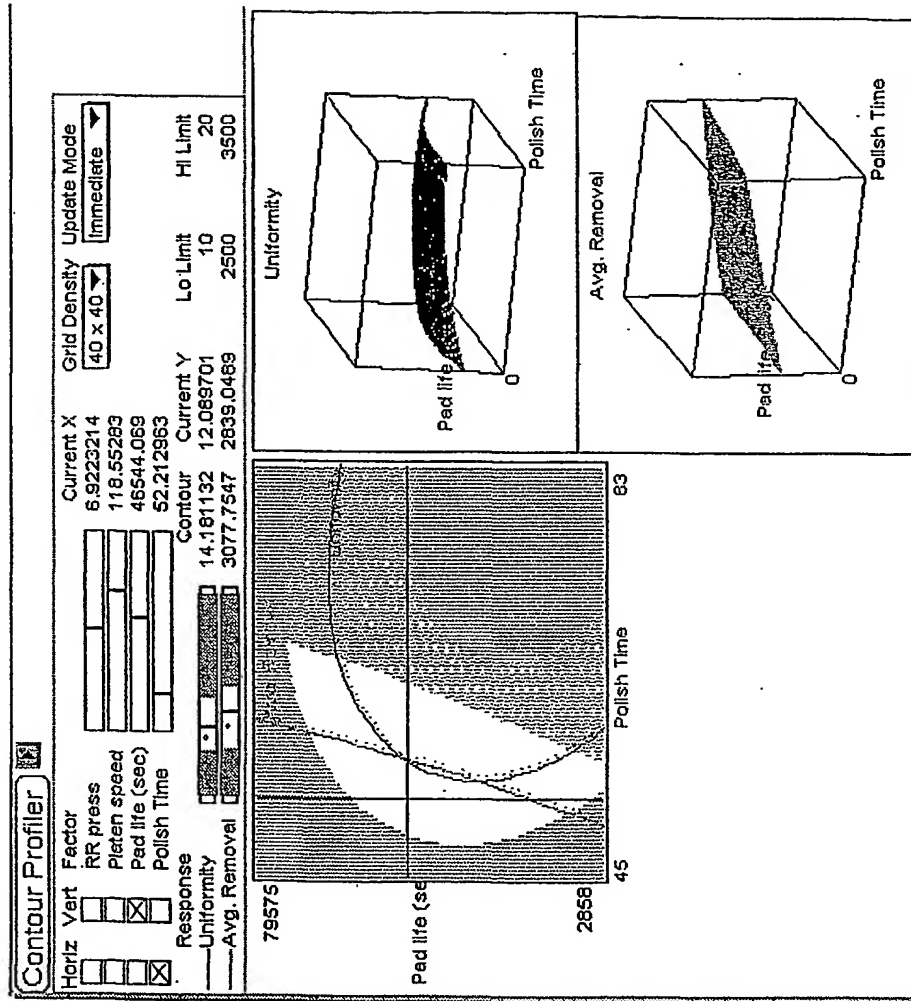 Contour Profiler
Horiz Vert Factor Current X Grid Density Update Mode
RR press 6.9223214 40 x 40 Immediate
Platen speed 118.55283
Pad life (sec) 46544.069
Polish Time 52.212963
Response Contour Current Y Lo Limit Hi Limit
Uniformity 14.181132 12.089701 10 20
Avg. Removal 3077.7547 2839.0489 2500 3500
79575
Pad life (se
2858
45 Polish Time 83
Uniformity
Pad life
0
Polish Time
Avg. Removal
Pad life
0
Polish Time